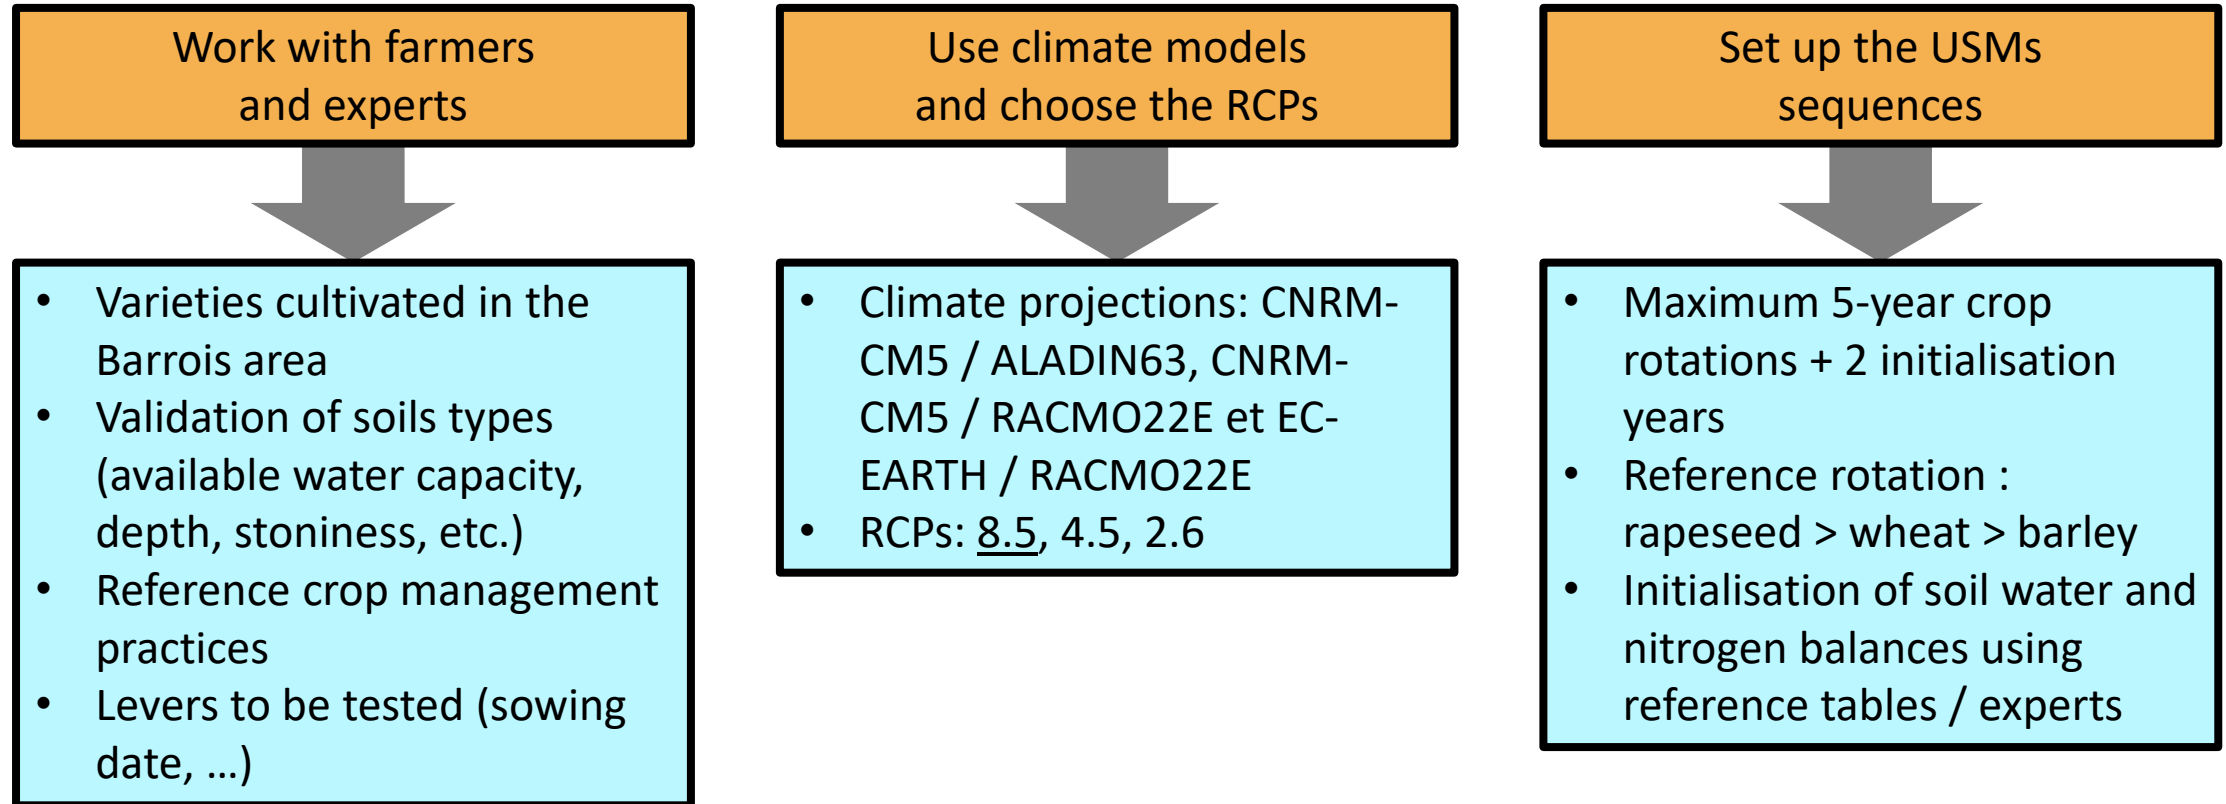 Work with farmers
and experts
• Varieties cultivated in the
Barrois area
• Validation of soils types
(available water capacity,
depth, stoniness, etc.)
• Reference crop management
practices
• Levers to be tested (sowing
date, …)
Use climate models
and choose the RCPs
• Climate projections: CNRM-
CM5 / ALADIN63, CNRM-
CM5 / RACMO22E et EC-
EARTH / RACMO22E
• RCPs: 8.5, 4.5, 2.6
Set up the USMs
sequences
• Maximum 5-year crop
rotations + 2 initialisation
years
• Reference rotation :
rapeseed > wheat > barley
• Initialisation of soil water and
nitrogen balances using
reference tables / experts